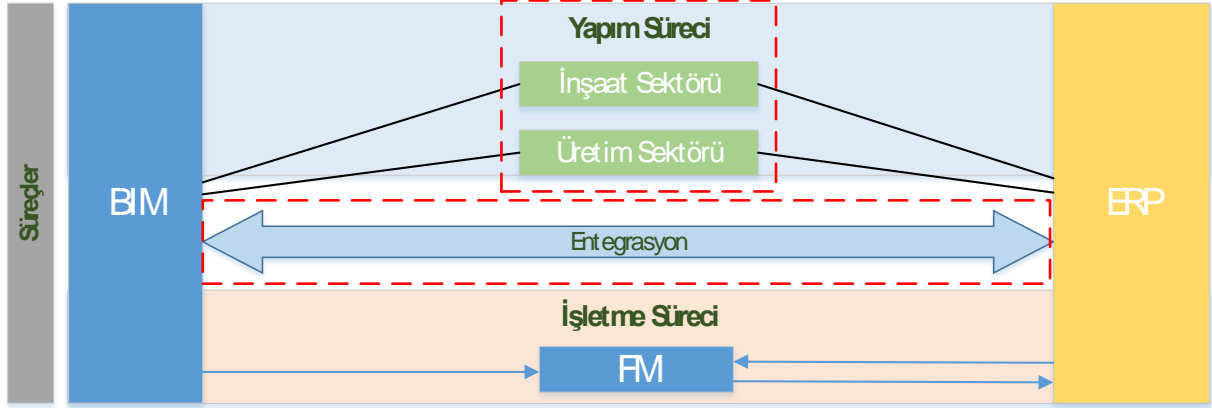 Süreçler
BIM
Yapım Süreci
İnşaat Sektörü
Üretim Sektörü
Entegrasyon
ERP
İşletme Süreci
FM